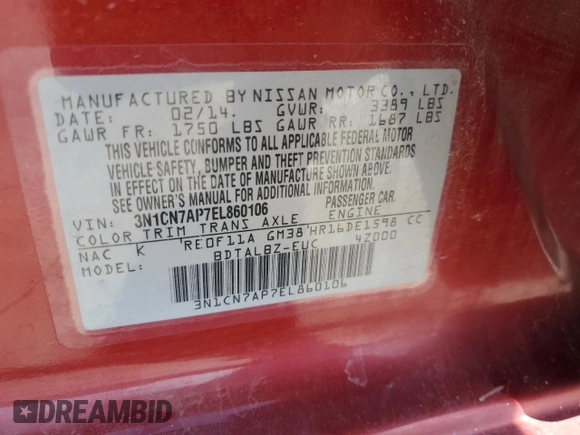 MANUFACTURED BY NISSAN MOTOR CO., LTD.
DATE: 02/14. GVWR: 3389 LBS
GAWR FR: 1750 LBS GAWR RR: 1687 LBS
THIS VEHICLE CONFORMS TO ALL APPLICABLE FEDERAL MOTOR
VEHICLE SAFETY, BUMPER AND THEFT PREVENTION STANDARDS
IN EFFECT ON THE DATE OF MANUFACTURE SHOWN ABOVE.
SEE OWNER'S MANUAL FOR ADDITIONAL INFORMATION.
VIN: 3N1CN7AP7EL860106 PASSENGER CAR.
COLOR TRIM TRANS AXLE ENGINE
NAC K RE0F11A GM38 HR16DE1598 CC
MODEL: BDTALBZ-EUC 42000
3N1CN7AP7EL860106
DREAMBID